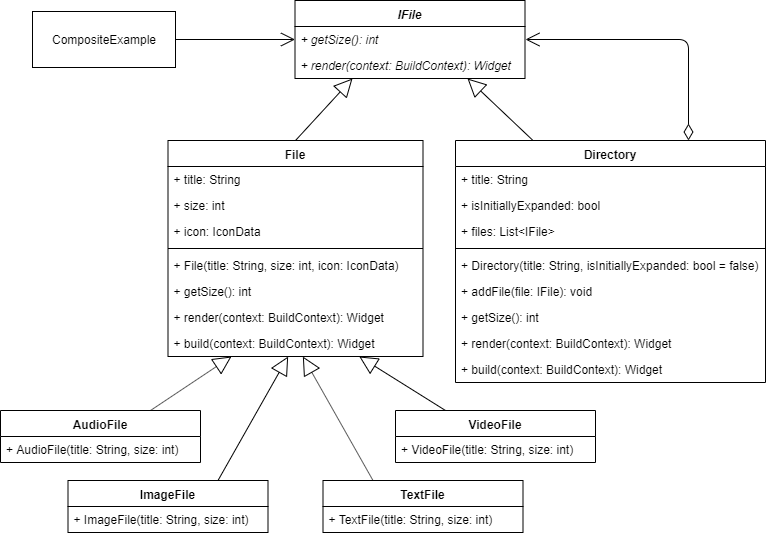 IFile
CompositeExample
+ getSize(): int
+ render(context: BuildContext): Widget
File
+ title: String
+ size: int
+ icon: IconData
+ File(title: String, size: int, icon: IconData)
+ getSize(): int
+ render(context: BuildContext): Widget
+ build(context: BuildContext): Widget
Directory
+ title: String
+ isInitiallyExpanded: bool
+ files: List<IFile>
+ Directory(title: String, isInitiallyExpanded: bool = false)
+ addFile(file: IFile): void
+ getSize(): int
+ render(context: BuildContext): Widget
+ build(context: BuildContext): Widget
AudioFile
+ AudioFile(title: String, size: int)
VideoFile
+ VideoFile(title: String, size: int)
ImageFile
+ ImageFile(title: String, size: int)
TextFile
+ TextFile(title: String, size: int)